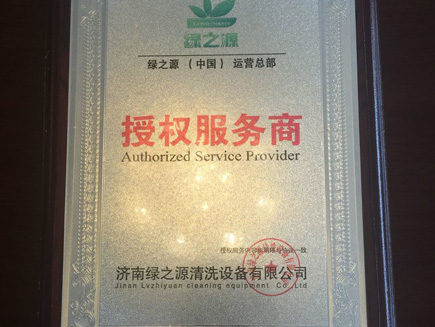 绿之源
绿之源 (中国) 运营总部
授权服务商
Authorized Service Provider
济南绿之源清洗设备有限公司
Jinan Lvzhiyuan cleaning equipment Co.,Ltd